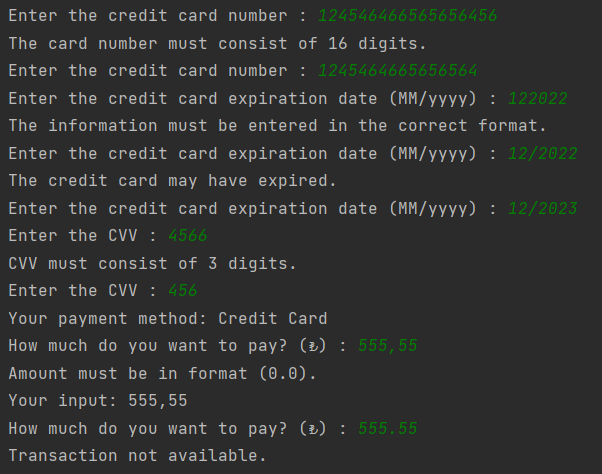 Enter the credit card number : 124546466565656456
The card number must consist of 16 digits.
Enter the credit card number : 1245464665656564
Enter the credit card expiration date (MM/yyyy) : 122022
The information must be entered in the correct format.
Enter the credit card expiration date (MM/yyyy) : 12/2022
The credit card may have expired.
Enter the credit card expiration date (MM/yyyy) : 12/2023
Enter the CVV : 4566
CVV must consist of 3 digits.
Enter the CVV : 456
Your payment method: Credit Card
How much do you want to pay? (₺) : 555,55
Amount must be in format (0.0).
Your input: 555,55
How much do you want to pay? (₺) : 555.55
Transaction not available.